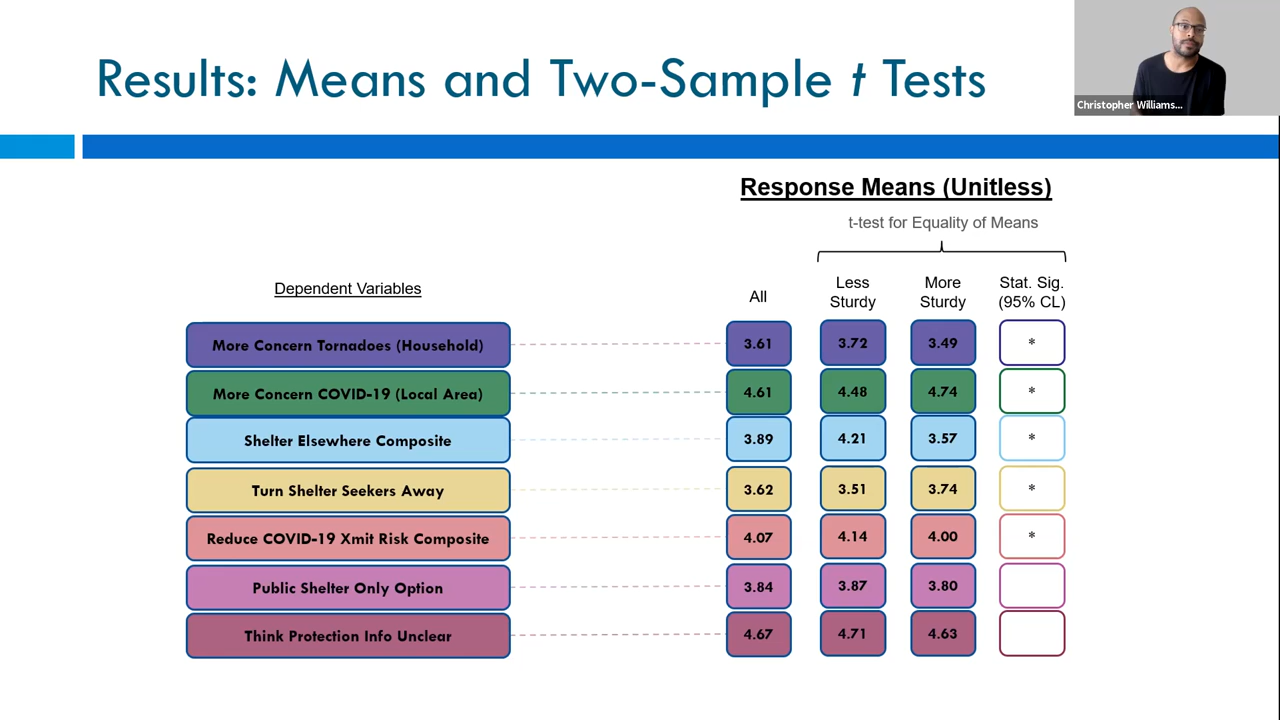 Results: Means and Two-Sample t Tests
Christopher Williams...
Response Means (Unitless)
t-test for Equality of Means
Dependent Variables
All
Less
Sturdy
More
Sturdy
Stat. Sig.
(95% CL)
More Concern Tornadoes (Household) 3.61 3.72 3.49 *
More Concern COVID-19 (Local Area) 4.61 4.48 4.74 *
Shelter Elsewhere Composite 3.89 4.21 3.57 *
Turn Shelter Seekers Away 3.62 3.51 3.74 *
Reduce COVID-19 Xmit Risk Composite 4.07 4.14 4.00 *
Public Shelter Only Option 3.84 3.87 3.80
Think Protection Info Unclear 4.67 4.71 4.63